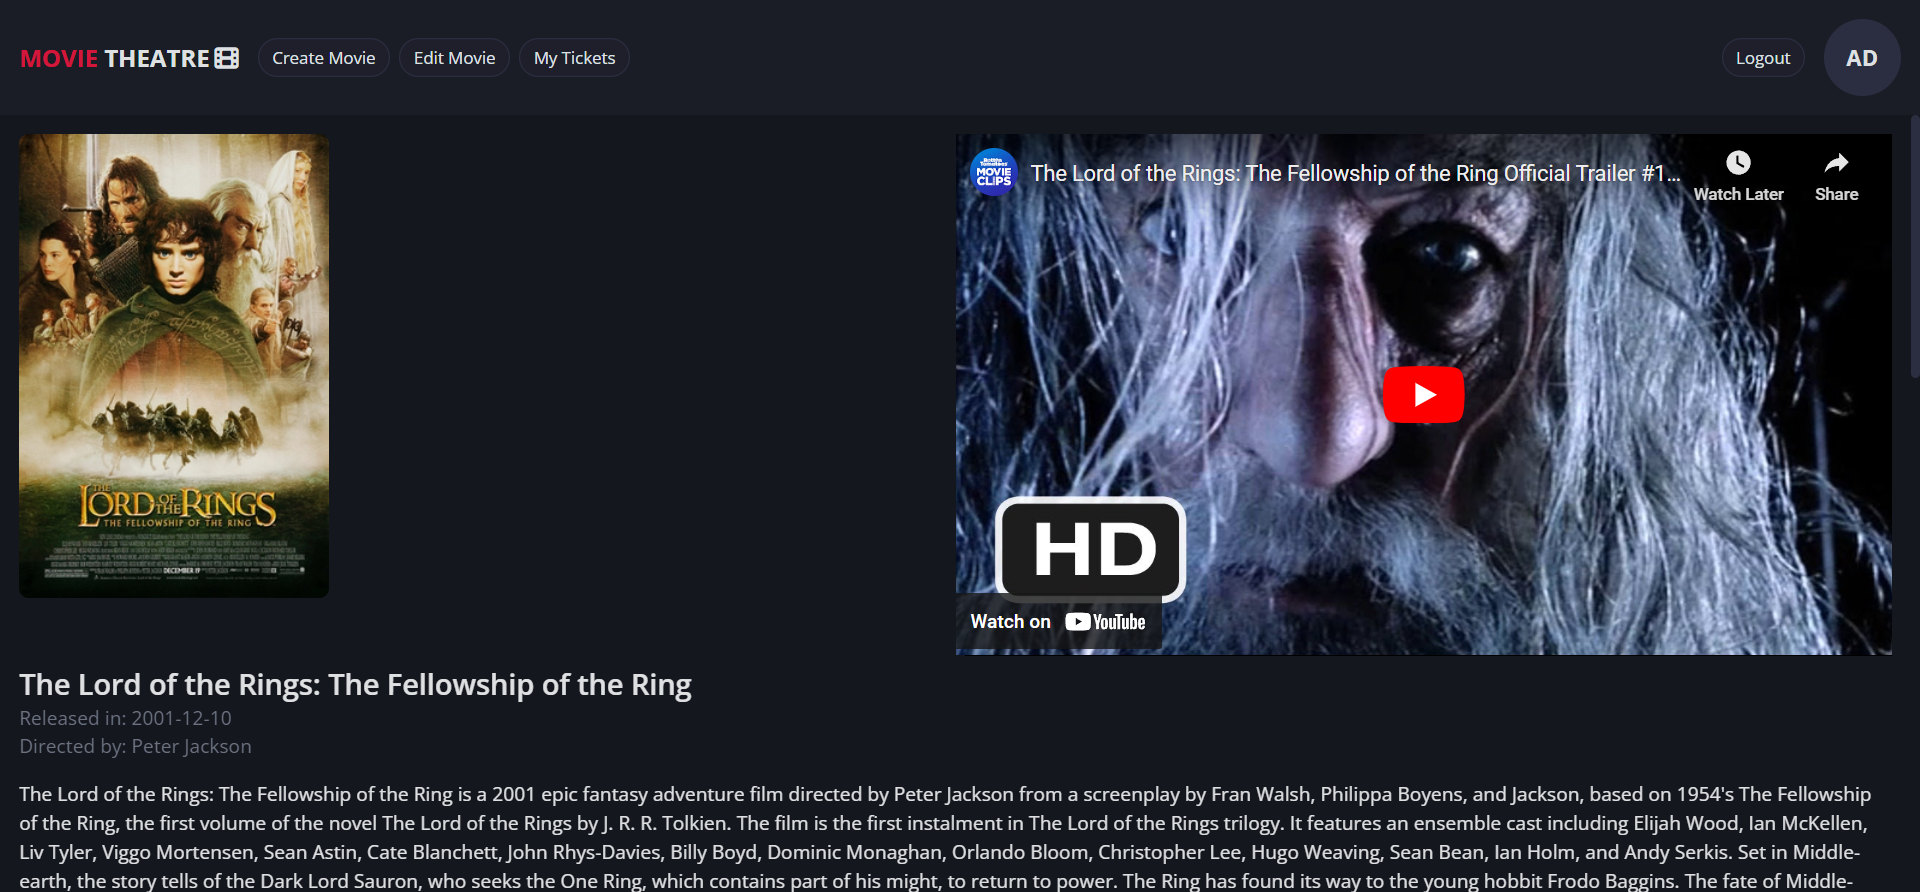 MOVIE THEATRE
Create Movie
Edit Movie
My Tickets
Logout
AD
THE
LORD OF THE RINGS
THE FELLOWSHIP OF THE RING
DECEMBER 19
Rotten Tomatoes
MOVIE
CLIPS
The Lord of the Rings: The Fellowship of the Ring Official Trailer #1...
Watch Later
Share
HD
Watch on YouTube
The Lord of the Rings: The Fellowship of the Ring
Released in: 2001-12-10
Directed by: Peter Jackson
The Lord of the Rings: The Fellowship of the Ring is a 2001 epic fantasy adventure film directed by Peter Jackson from a screenplay by Fran Walsh, Philippa Boyens, and Jackson, based on 1954's The Fellowship
of the Ring, the first volume of the novel The Lord of the Rings by J. R. R. Tolkien. The film is the first instalment in The Lord of the Rings trilogy. It features an ensemble cast including Elijah Wood, Ian McKellen,
Liv Tyler, Viggo Mortensen, Sean Astin, Cate Blanchett, John Rhys-Davies, Billy Boyd, Dominic Monaghan, Orlando Bloom, Christopher Lee, Hugo Weaving, Sean Bean, Ian Holm, and Andy Serkis. Set in Middle-
earth, the story tells of the Dark Lord Sauron, who seeks the One Ring, which contains part of his might, to return to power. The Ring has found its way to the young hobbit Frodo Baggins. The fate of Middle-